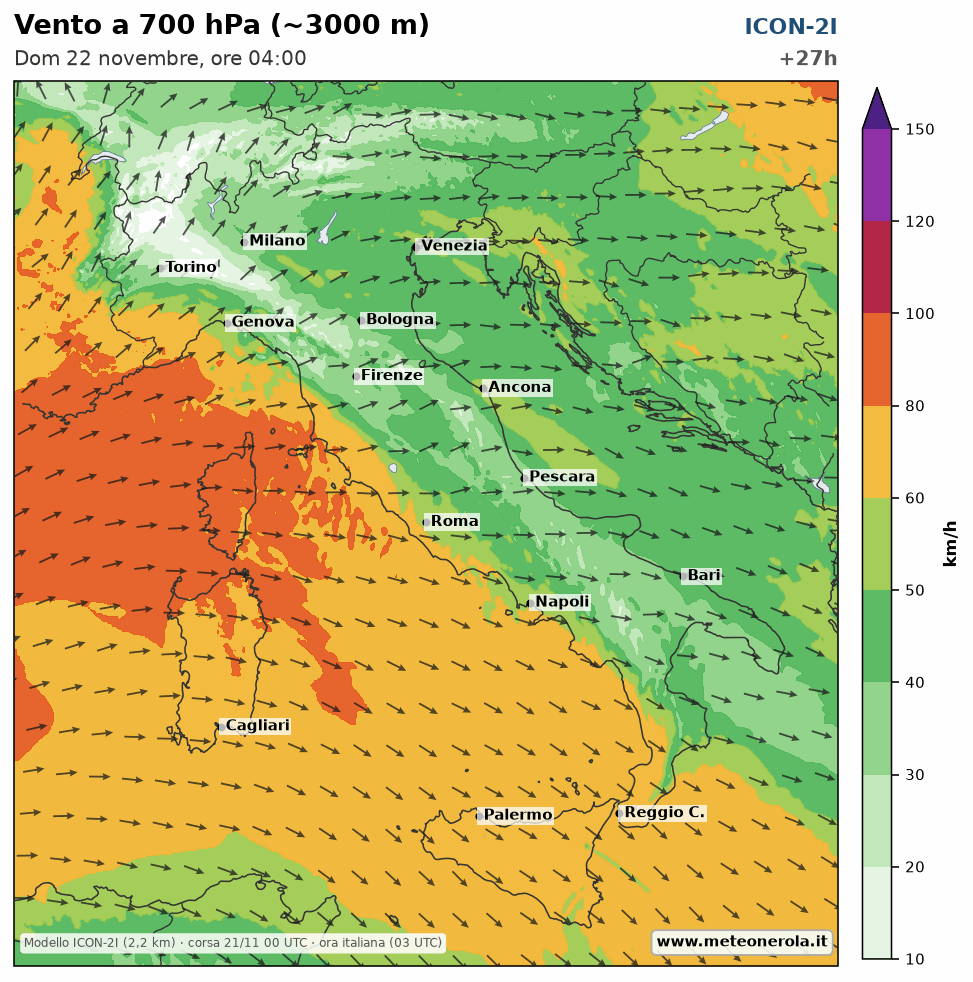 Vento a 700 hPa (~3000 m)
ICON-2I
Dom 22 novembre, ore 04:00
+27h
Milano
Venezia
Torino
Genova
Bologna
Firenze
Ancona
Pescara
Roma
Bari
Napoli
Cagliari
Palermo
Reggio C.
Modello ICON-2I (2,2 km) · corsa 21/11 00 UTC · ora italiana (03 UTC)
www.meteonerola.it
150
120
100
80
60
50
40
30
20
10
km/h